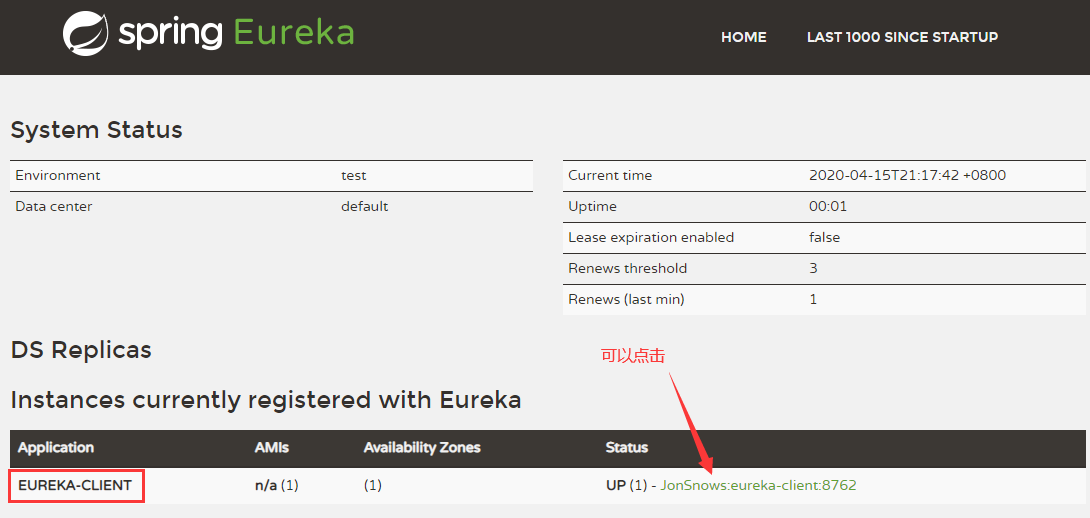 spring Eureka
HOME LAST 1000 SINCE STARTUP
System Status
Environment test
Data center default
Current time 2020-04-15T21:17:42 +0800
Uptime 00:01
Lease expiration enabled false
Renews threshold 3
Renews (last min) 1
DS Replicas
可以点击
Instances currently registered with Eureka
Application AMIs Availability Zones Status
EUREKA-CLIENT n/a (1) (1) UP (1) - JonSnows:eureka-client:8762